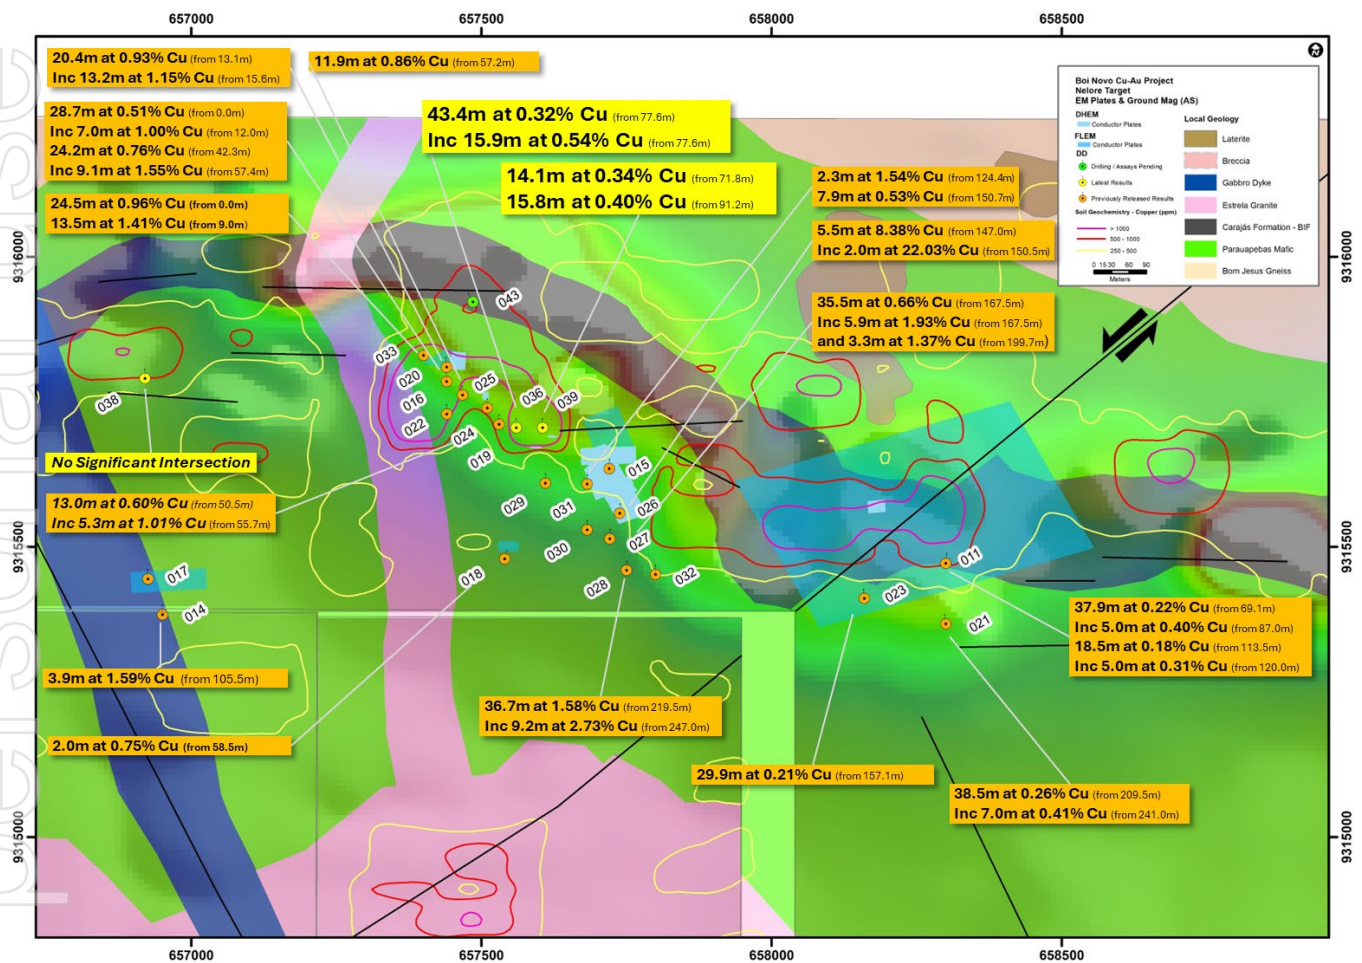 657000
657500
658000
658500
20.4m at 0.93% Cu (from 13.1m)
Inc 13.2m at 1.15% Cu (from 15.6m)
11.9m at 0.86% Cu (from 57.2m)
28.7m at 0.51% Cu (from 0.0m)
Inc 7.0m at 1.00% Cu (from 12.0m)
24.2m at 0.76% Cu (from 42.3m)
Inc 9.1m at 1.55% Cu (from 57.4m)
24.5m at 0.96% Cu (from 0.0m)
13.5m at 1.41% Cu (from 9.0m)
43.4m at 0.32% Cu (from 77.6m)
Inc 15.9m at 0.54% Cu (from 77.6m)
14.1m at 0.34% Cu (from 71.8m)
15.8m at 0.40% Cu (from 91.2m)
2.3m at 1.54% Cu (from 124.4m)
7.9m at 0.53% Cu (from 150.7m)
5.5m at 8.38% Cu (from 147.0m)
Inc 2.0m at 22.03% Cu (from 150.5m)
35.5m at 0.66% Cu (from 167.5m)
Inc 5.9m at 1.93% Cu (from 167.5m)
and 3.3m at 1.37% Cu (from 199.7m)
Boi Novo Cu-Au Project
Nelore Target
EM Plates & Ground Mag (AS)
DHEM
Conductor Plates
FLEM
Conductor Plates
DD
Drilling / Assays Pending
Latest Results
Previously Released Results
Soil Geochemistry - Copper (ppm)
> 1000
500 - 1000
250 - 500
0 15 30 60 90
Meters
Local Geology
Laterite
Breccia
Gabbro Dyke
Estrela Granite
Carajás Formation - BIF
Parauapebas Mafic
Bom Jesus Gneiss
9316000
9316000
043
033
020
025
016
036
039
038
022
024
019
015
029
031
026
030
027
018
028
032
011
023
021
017
014
No Significant Intersection
13.0m at 0.60% Cu (from 50.5m)
Inc 5.3m at 1.01% Cu (from 55.7m)
9315500
9315500
3.9m at 1.59% Cu (from 105.5m)
2.0m at 0.75% Cu (from 58.5m)
36.7m at 1.58% Cu (from 219.5m)
Inc 9.2m at 2.73% Cu (from 247.0m)
29.9m at 0.21% Cu (from 157.1m)
37.9m at 0.22% Cu (from 69.1m)
Inc 5.0m at 0.40% Cu (from 87.0m)
18.5m at 0.18% Cu (from 113.5m)
Inc 5.0m at 0.31% Cu (from 120.0m)
38.5m at 0.26% Cu (from 209.5m)
Inc 7.0m at 0.41% Cu (from 241.0m)
9315000
9315000
657000
657500
658000
658500